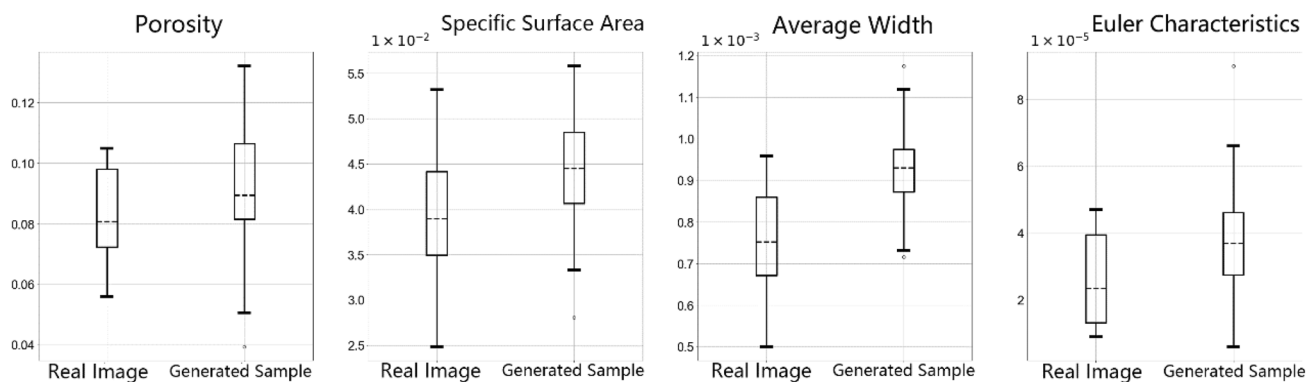 Porosity
0.12
0.10
0.08
0.06
0.04
Real Image Generated Sample
Specific Surface Area
1 × 10⁻²
5.5
5.0
4.5
4.0
3.5
3.0
2.5
Real Image Generated Sample
Average Width
1 × 10⁻³
1.2
1.1
1.0
0.9
0.8
0.7
0.6
0.5
Real Image Generated Sample
Euler Characteristics
1 × 10⁻⁵
8
6
4
2
Real Image Generated Sample